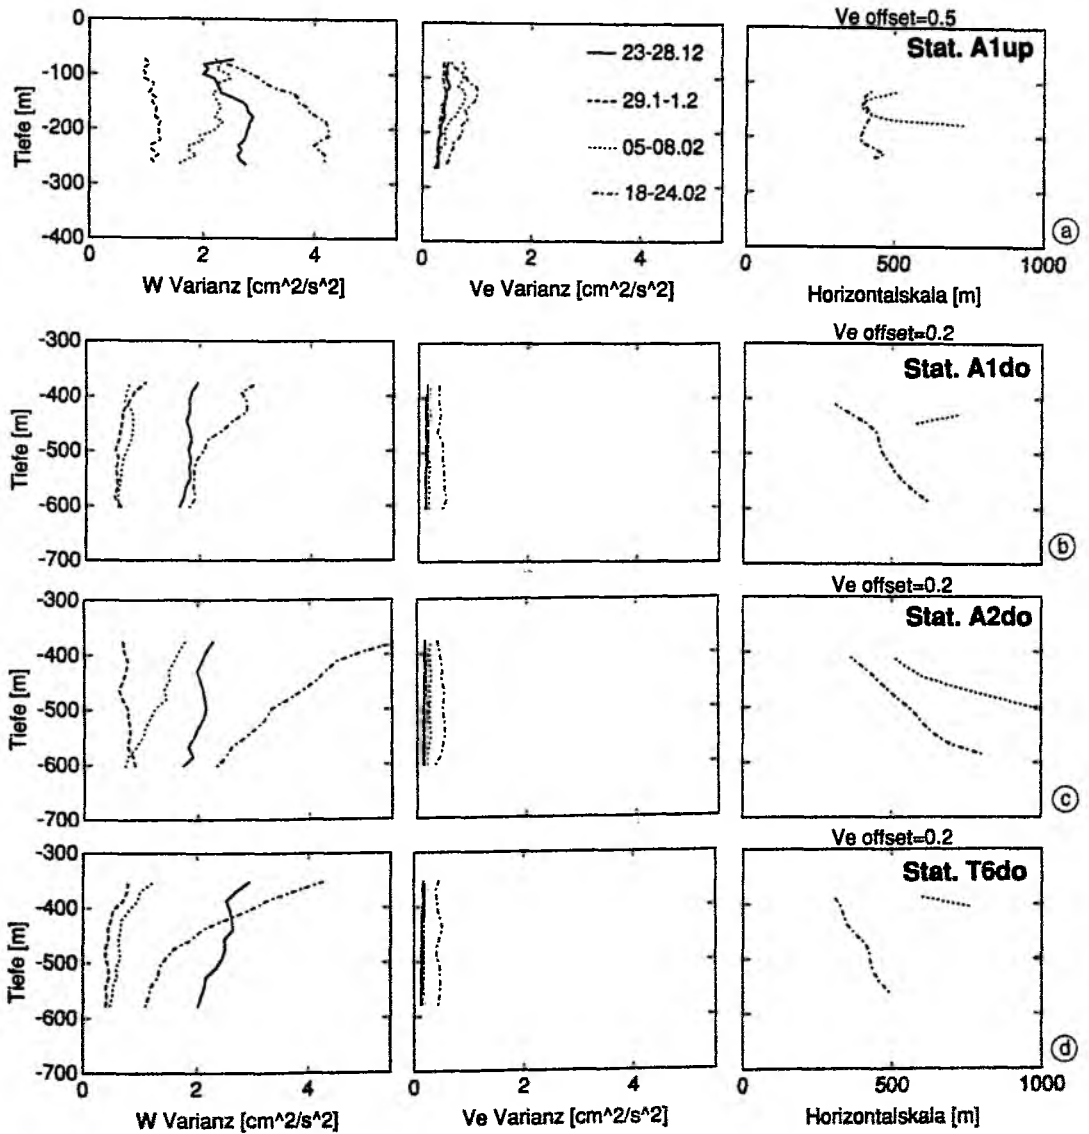 Ve offset=0.5
Stat. A1up
0
-100
-200
-300
-400
Tiefe [m]
0 2 4
W Varianz [cm^2/s^2]
23-28.12
29.1-1.2
05-08.02
18-24.02
0 2 4
Ve Varianz [cm^2/s^2]
0 500 1000
Horizontalskala [m]
a
Ve offset=0.2
Stat. A1do
-300
-400
-500
-600
-700
Tiefe [m]
b
Ve offset=0.2
Stat. A2do
-300
-400
-500
-600
-700
Tiefe [m]
c
Ve offset=0.2
Stat. T6do
-300
-400
-500
-600
-700
Tiefe [m]
0 2 4
W Varianz [cm^2/s^2]
0 2 4
Ve Varianz [cm^2/s^2]
0 500 1000
Horizontalskala [m]
d